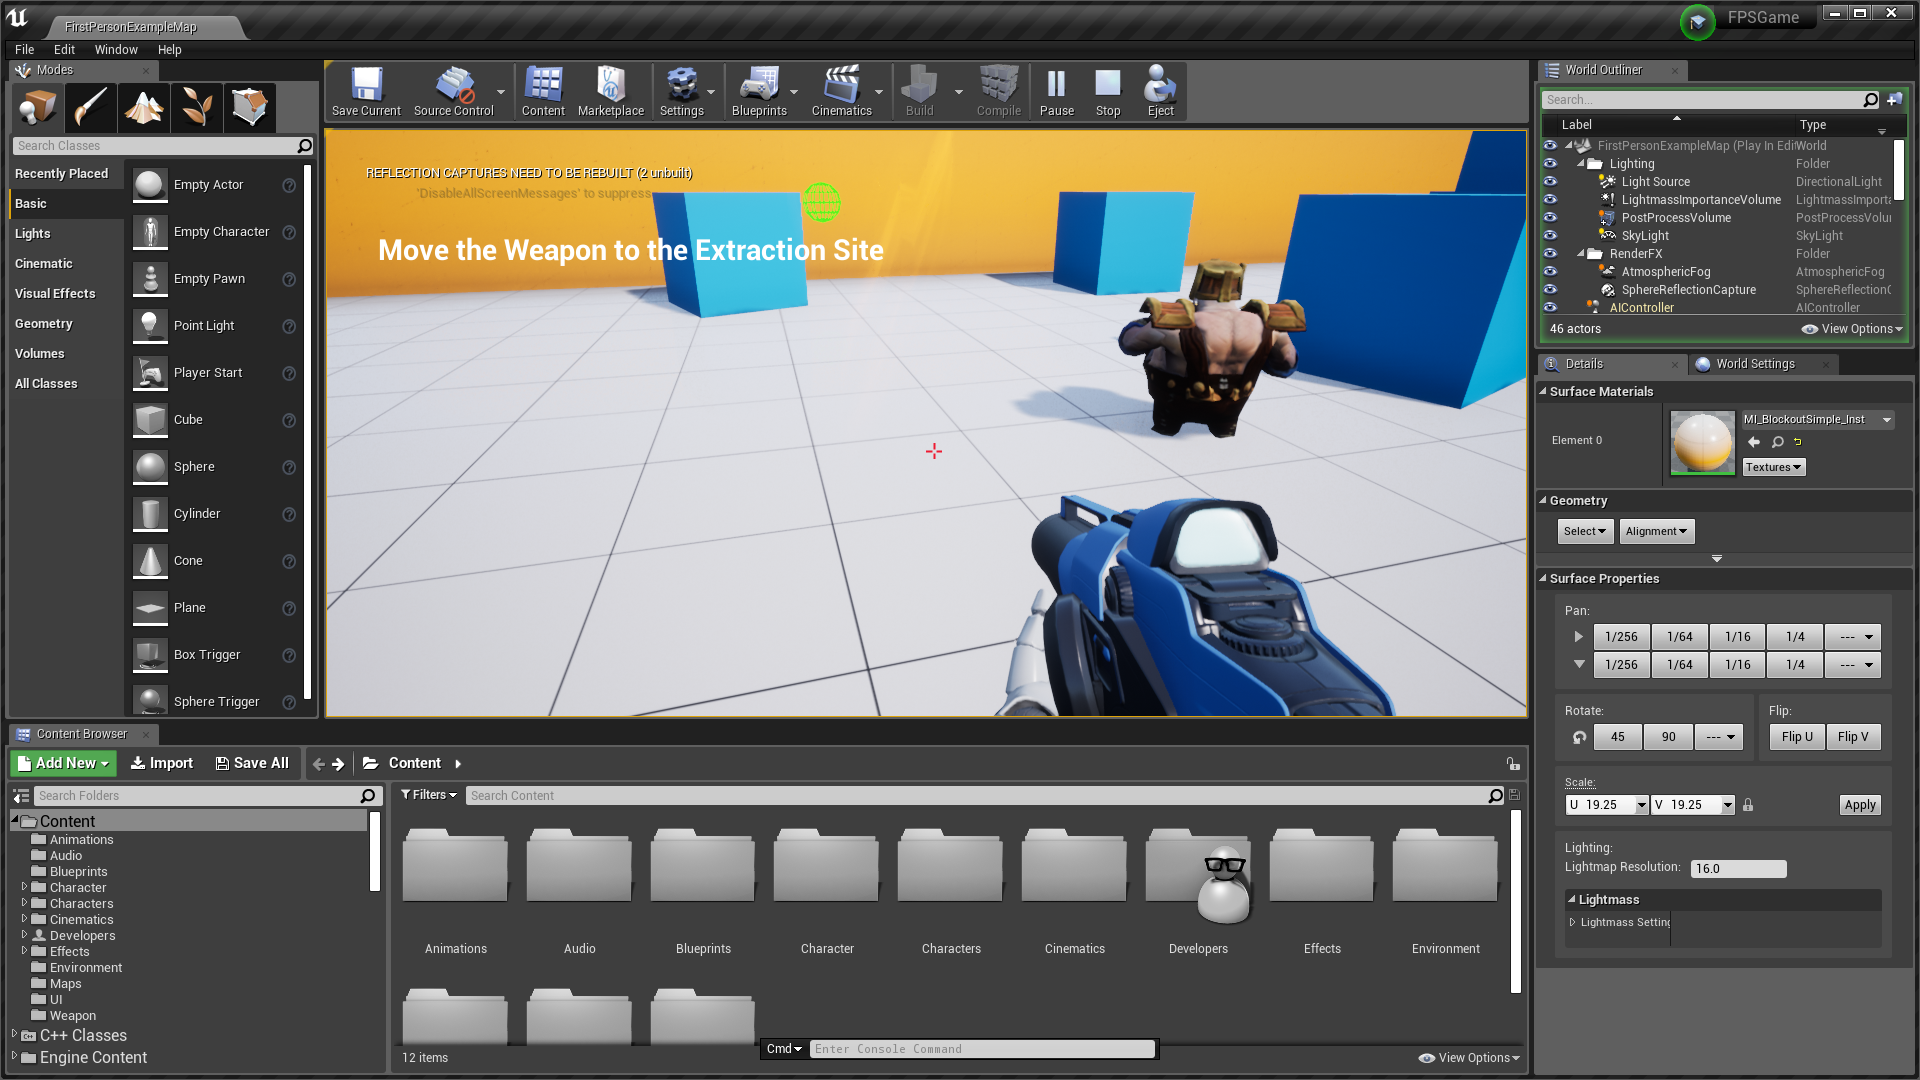 FirstPersonExampleMap
FPSGame
File Edit Window Help
Modes
Search Classes
Recently Placed
Basic
Lights
Cinematic
Visual Effects
Geometry
Volumes
All Classes
Empty Actor
Empty Character
Empty Pawn
Point Light
Player Start
Cube
Sphere
Cylinder
Cone
Plane
Box Trigger
Sphere Trigger
Save Current Source Control Content Marketplace Settings Blueprints Cinematics Build Compile Pause Stop Eject
REFLECTION CAPTURES NEED TO BE REBUILT (2 unbuilt)
'DisableAllScreenMessages' to suppress
Move the Weapon to the Extraction Site
World Outliner
Search...
Label Type
FirstPersonExampleMap (Play In Edi World
Lighting Folder
Light Source DirectionalLight
LightmassImportanceVolume LightmassImporta
PostProcessVolume PostProcessVolu
SkyLight SkyLight
RenderFX Folder
AtmosphericFog AtmosphericFog
SphereReflectionCapture SphereReflectionC
AIController AIController
46 actors View Options
Details World Settings
Surface Materials
Element 0
MI_BlockoutSimple_Inst
Textures
Geometry
Select Alignment
Surface Properties
Pan:
1/256 1/64 1/16 1/4 ---
1/256 1/64 1/16 1/4 ---
Rotate: Flip:
45 90 --- Flip U Flip V
Scale:
U 19.25 V 19.25 Apply
Lighting:
Lightmap Resolution: 16.0
Lightmass
Lightmass Setting
Content Browser
Add New Import Save All Content
Search Folders
Content
Animations
Audio
Blueprints
Character
Characters
Cinematics
Developers
Effects
Environment
Maps
UI
Weapon
C++ Classes
Engine Content
Filters Search Content
Animations Audio Blueprints Character Characters Cinematics Developers Effects Environment
12 items
Cmd Enter Console Command
View Options